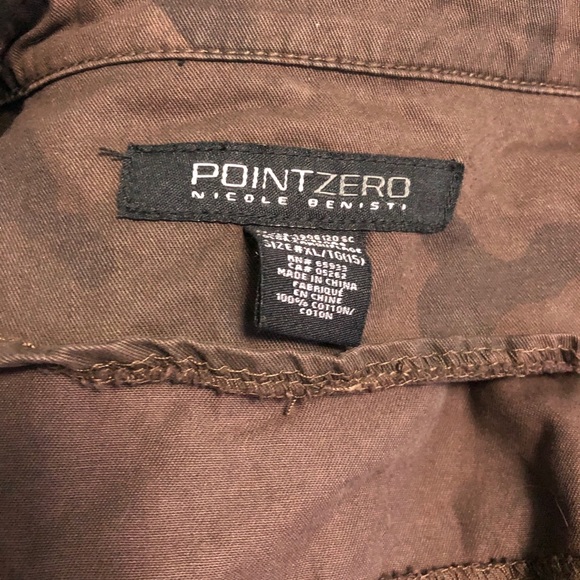 POINTZERO
NICOLE BENISTI
SIZE#XL/TG(15)
RN# 65933
CA# 05262
MADE IN CHINA
FABRIQUÉ
EN CHINE
100% COTTON/
COTON